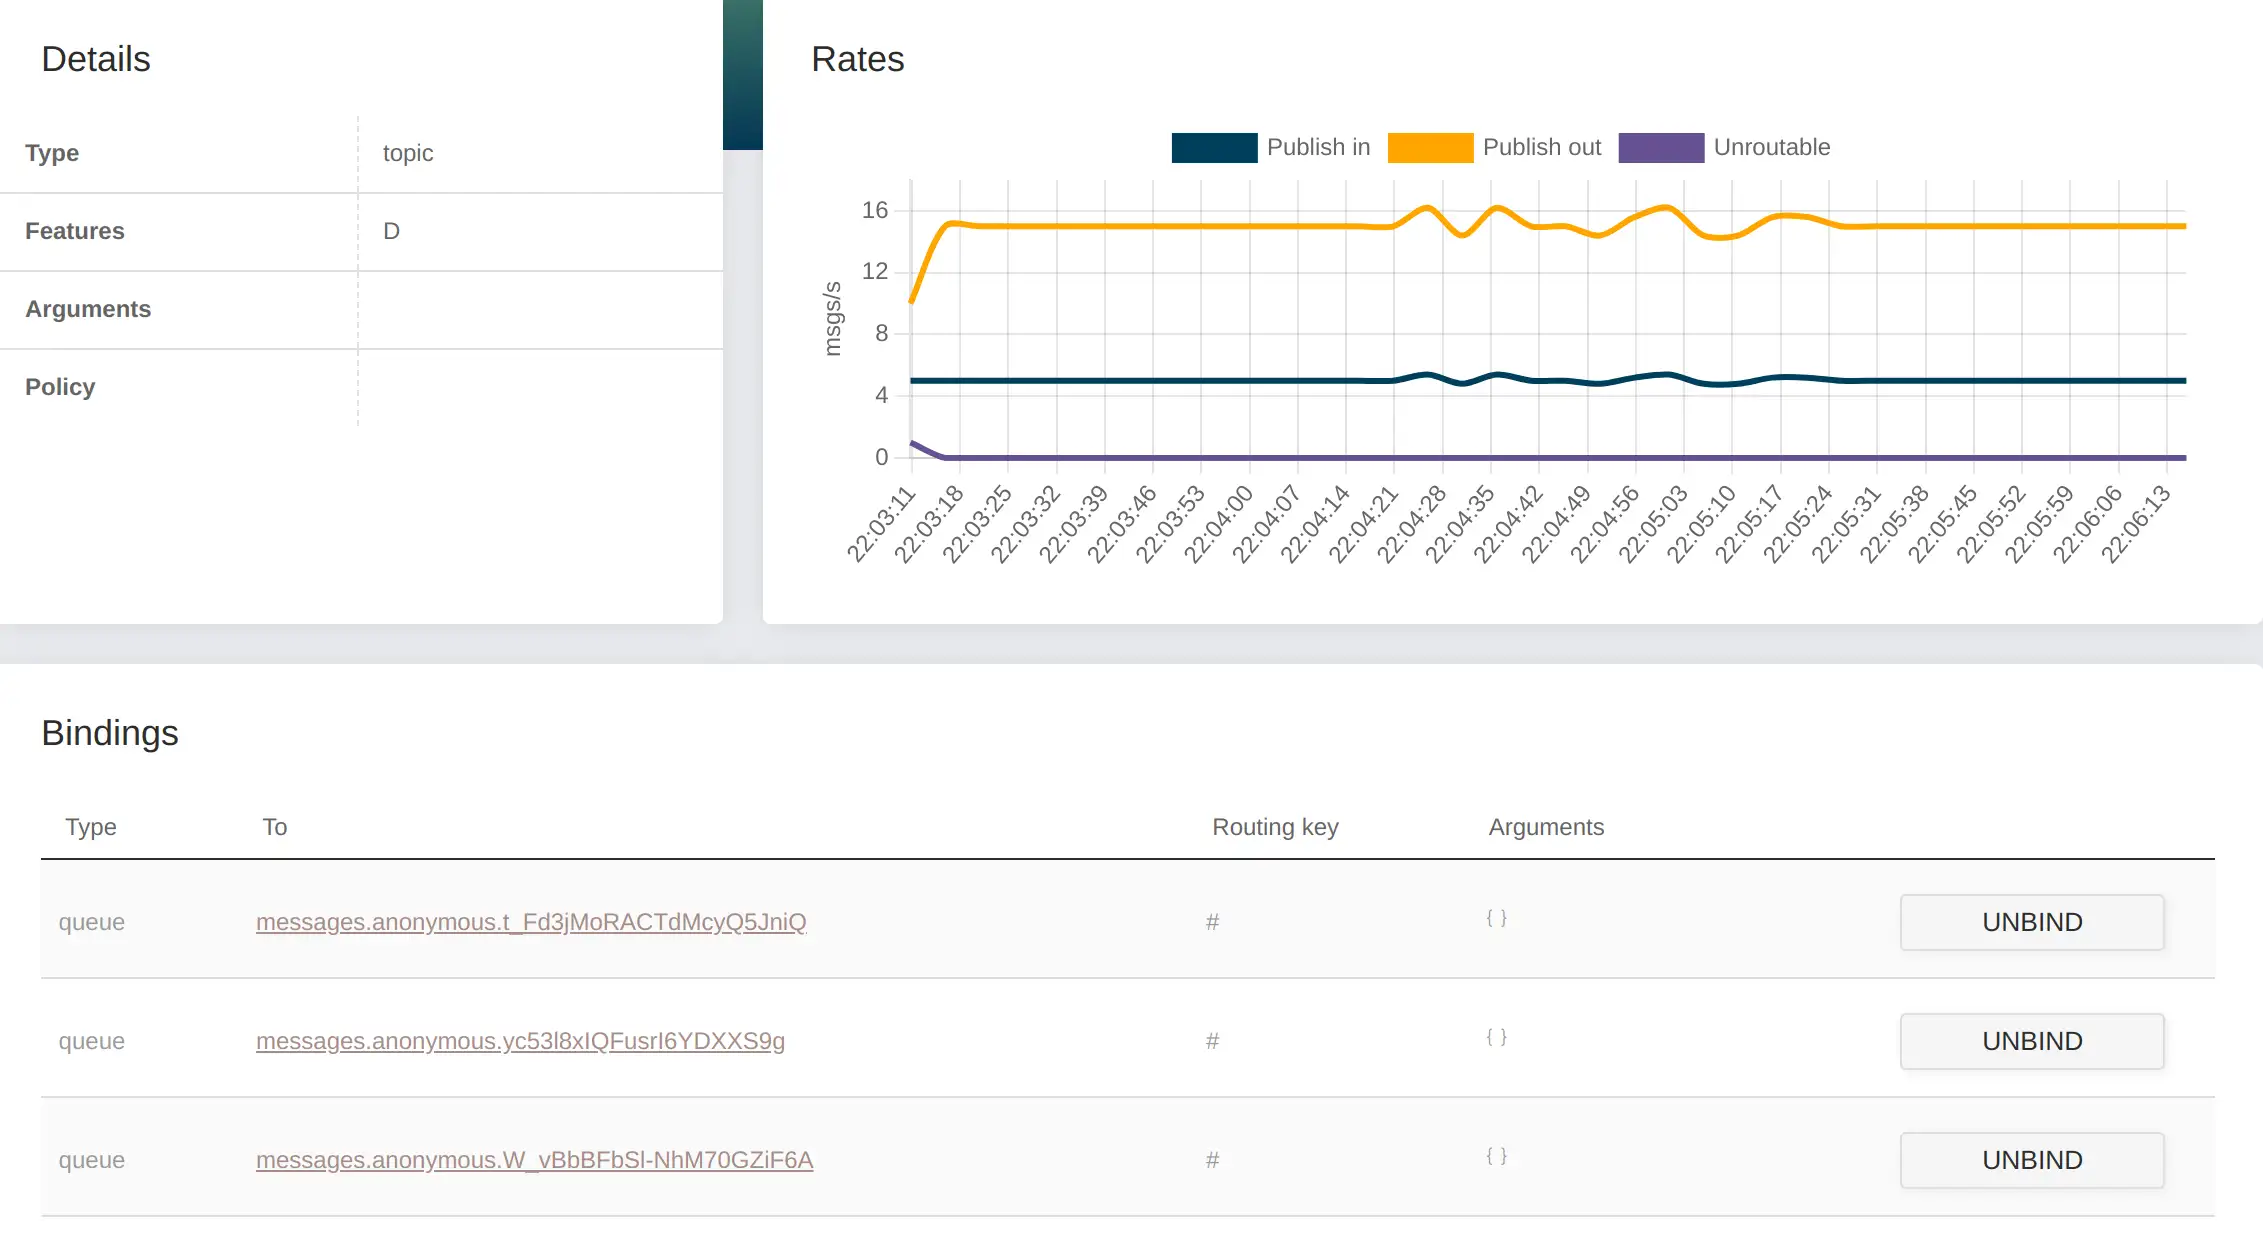 Details
Type topic
Features D
Arguments
Policy
Rates
Publish in Publish out Unroutable
msgs/s
16
12
8
4
0
22:03:11 22:03:18 22:03:25 22:03:32 22:03:39 22:03:46 22:03:53 22:04:00 22:04:07 22:04:14 22:04:21 22:04:28 22:04:35 22:04:42 22:04:49 22:04:56 22:05:03 22:05:10 22:05:17 22:05:24 22:05:31 22:05:38 22:05:45 22:05:52 22:05:59 22:06:06 22:06:13
Bindings
Type To Routing key Arguments
queue messages.anonymous.t_Fd3jMoRACTdMcyQ5JniQ # { } UNBIND
queue messages.anonymous.yc53l8xIQFusrI6YDXXS9g # { } UNBIND
queue messages.anonymous.W_vBbBFbSl-NhM70GZiF6A # { } UNBIND